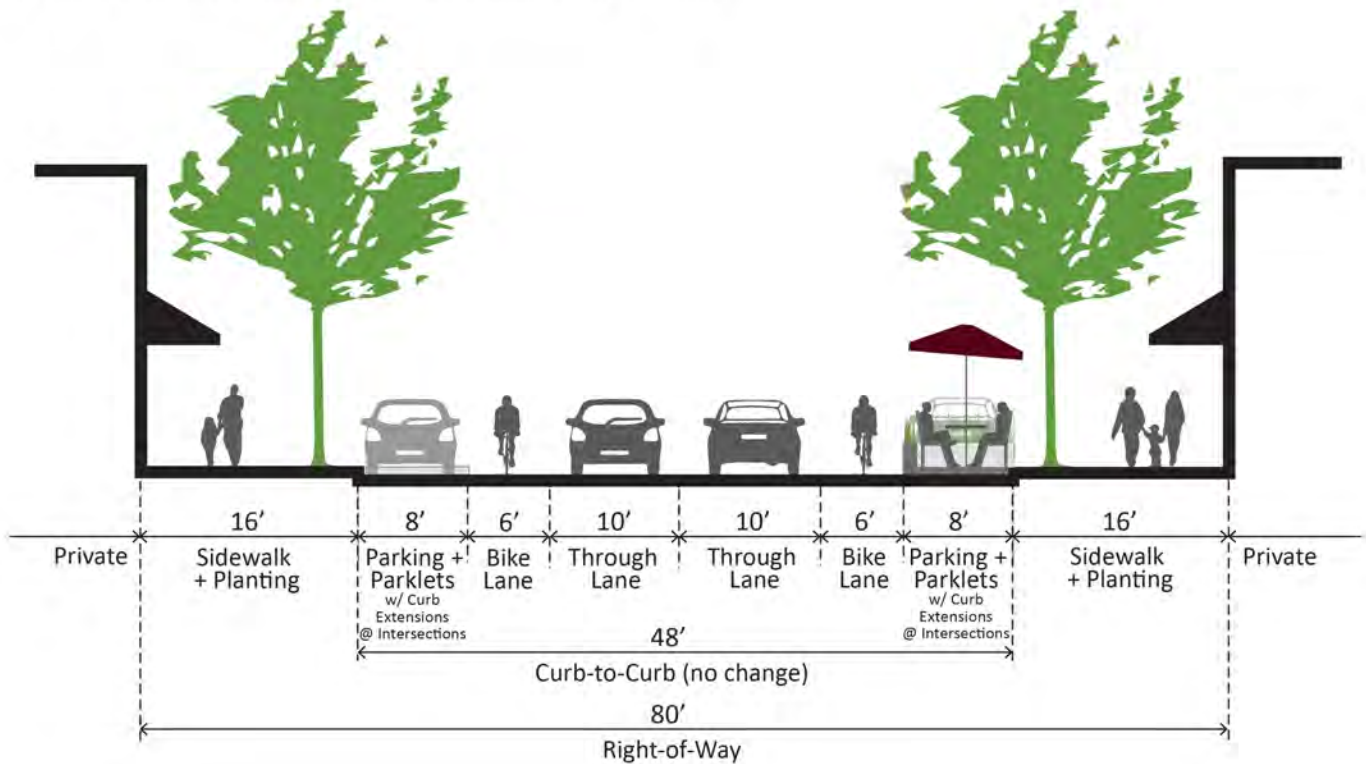 16’ 8’ 6’ 10’ 10’ 6’ 8’ 16’
Private
Sidewalk
+ Planting
Parking +
Parklets
w/ Curb
Extensions
@ Intersections
Bike
Lane
Through
Lane
Through
Lane
Bike
Lane
Parking +
Parklets
w/ Curb
Extensions
@ Intersections
Sidewalk
+ Planting
Private
48’
Curb-to-Curb (no change)
80’
Right-of-Way